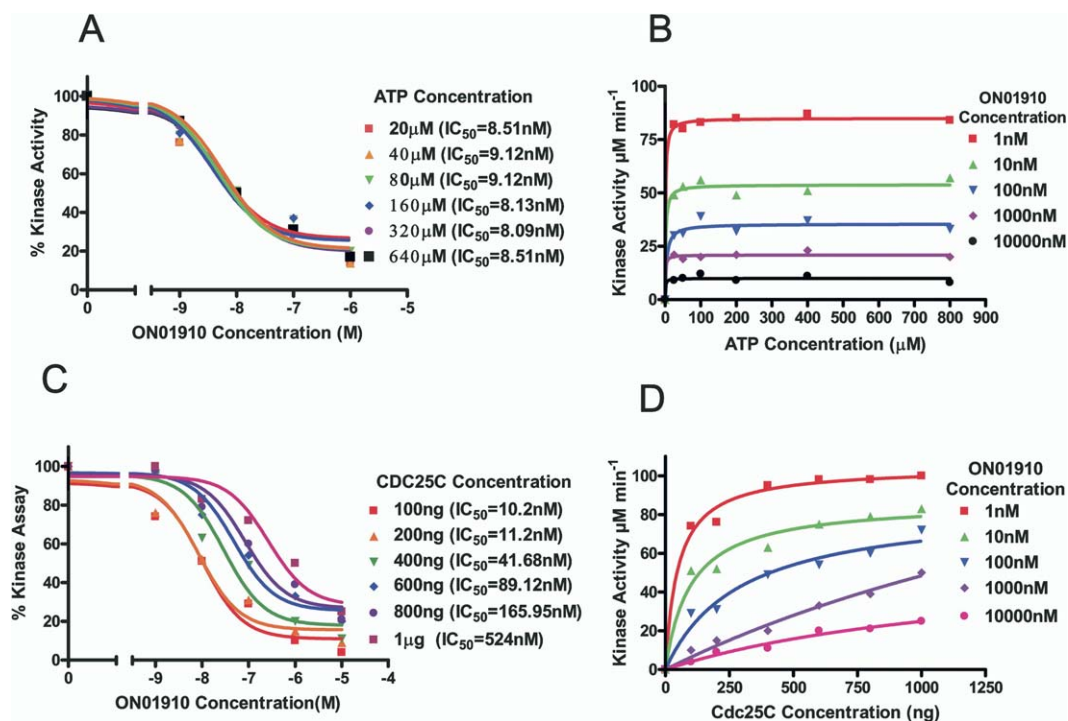 A
% Kinase Activity
100
80
60
40
20
0
0
-9
-8
-7
-6
-5
ON01910 Concentration (M)
ATP Concentration
20µM (IC50=8.51nM)
40µM (IC50=9.12nM)
80µM (IC50=9.12nM)
160µM (IC50=8.13nM)
320µM (IC50=8.09nM)
640µM (IC50=8.51nM)
B
Kinase Activity µM min-1
100
75
50
25
0
0
100
200
300
400
500
600
700
800
900
ATP Concentration (µM)
ON01910
Concentration
1nM
10nM
100nM
1000nM
10000nM
C
% Kinase Assay
100
80
60
40
20
0
0
-9
-8
-7
-6
-5
-4
ON01910 Concentration(M)
CDC25C Concentration
100ng (IC50=10.2nM)
200ng (IC50=11.2nM)
400ng (IC50=41.68nM)
600ng (IC50=89.12nM)
800ng (IC50=165.95nM)
1µg (IC50=524nM)
D
Kinase Activity µM min-1
100
80
60
40
20
0
0
250
500
750
1000
1250
Cdc25C Concentration (ng)
ON01910
Concentration
1nM
10nM
100nM
1000nM
10000nM